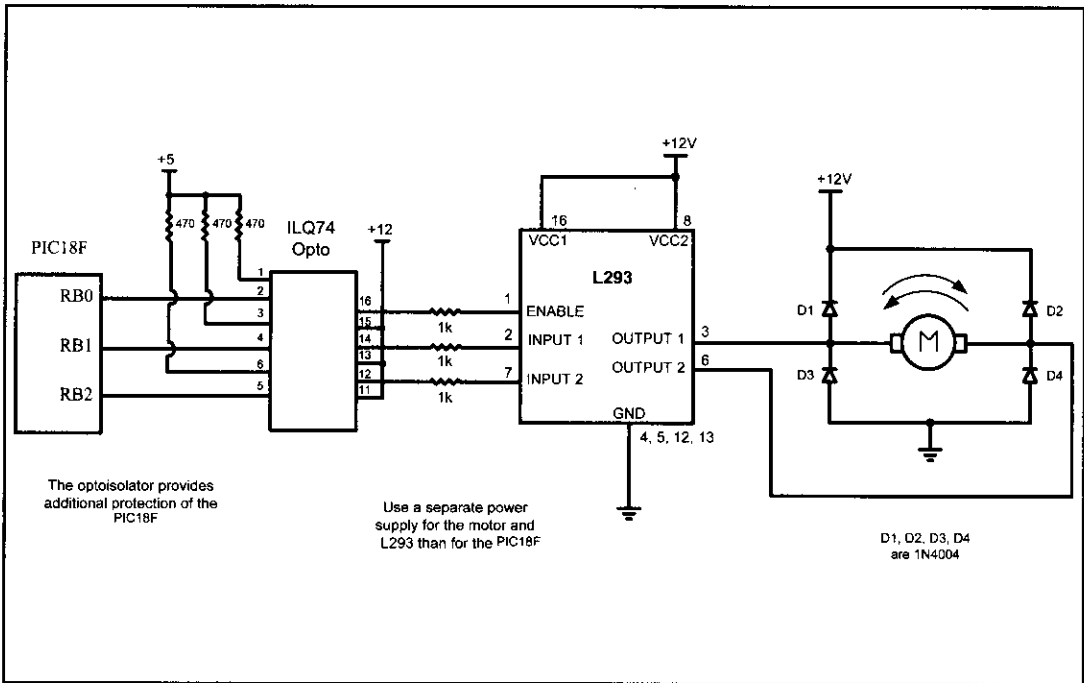 +12V
+5
+12V
470
470
470
ILQ74
Opto
+12
16
8
PIC18F
VCC1
VCC2
L293
1
RB0
2
16
1
ENABLE
D1
D2
3
15
1k
RB1
4
14
2
INPUT 1
OUTPUT 1
3
M
13
6
OUTPUT 2
6
D3
D4
RB2
5
12
7
INPUT 2
11
1k
GND
4, 5, 12, 13
The optoisolator provides
additional protection of the
PIC18F
Use a separate power
supply for the motor and
L293 than for the PIC18F
D1, D2, D3, D4
are 1N4004